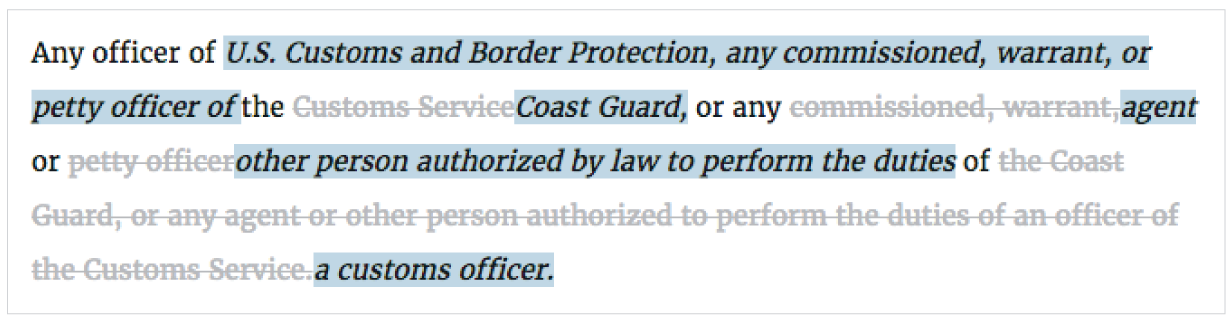 Any officer of U.S. Customs and Border Protection, any commissioned, warrant, or
petty officer of the Customs ServiceCoast Guard, or any commissioned, warrant,agent
or petty officerother person authorized by law to perform the duties of the Coast
Guard, or any agent or other person authorized to perform the duties of an officer of
the Customs Service.a customs officer.